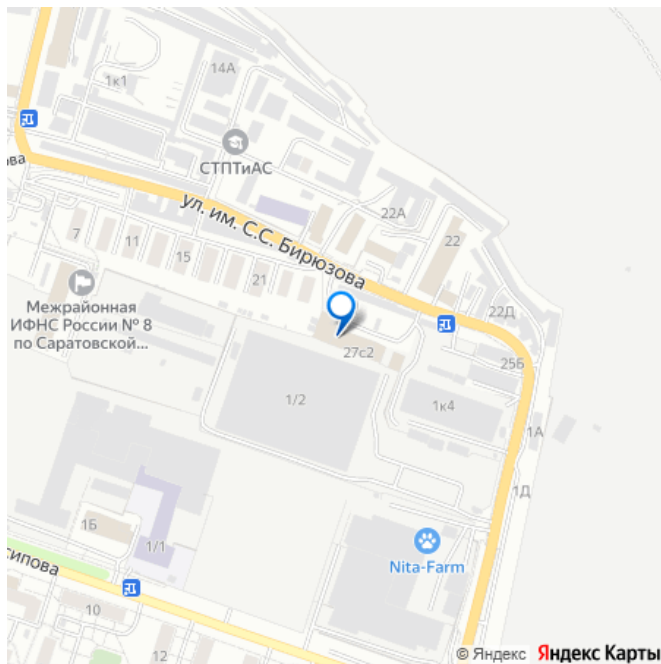 14А
1к1
СТПТиАС
ова
ул. им. С.С. Бирюзова
22А
22
7
11
15
21
Межрайонная
ИФНС России № 8
по Саратовской...
22Д
27с2
25Б
1/2
1к4
1А
1Д
1Б
1/1
Nita-Farm
сипова
10
12
© Яндекс Яндекс Карты